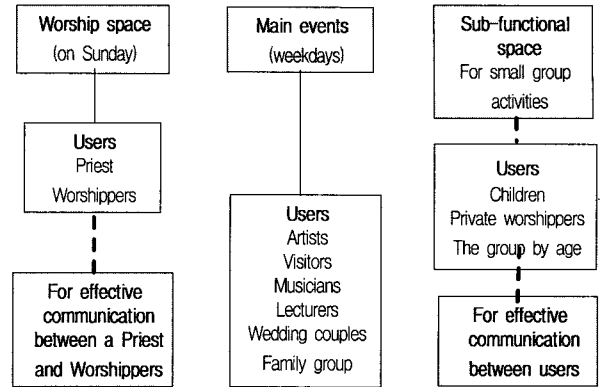 Worship space
(on Sunday)
Users
Priest
Worshippers
For effective
communication
between a Priest
and Worshippers
Main events
(weekdays)
Users
Artists
Visitors
Musicians
Lecturers
Wedding couples
Family group
Sub-functional
space
For small group
activities
Users
Children
Private worshippers
The group by age
For effective
communication
between users